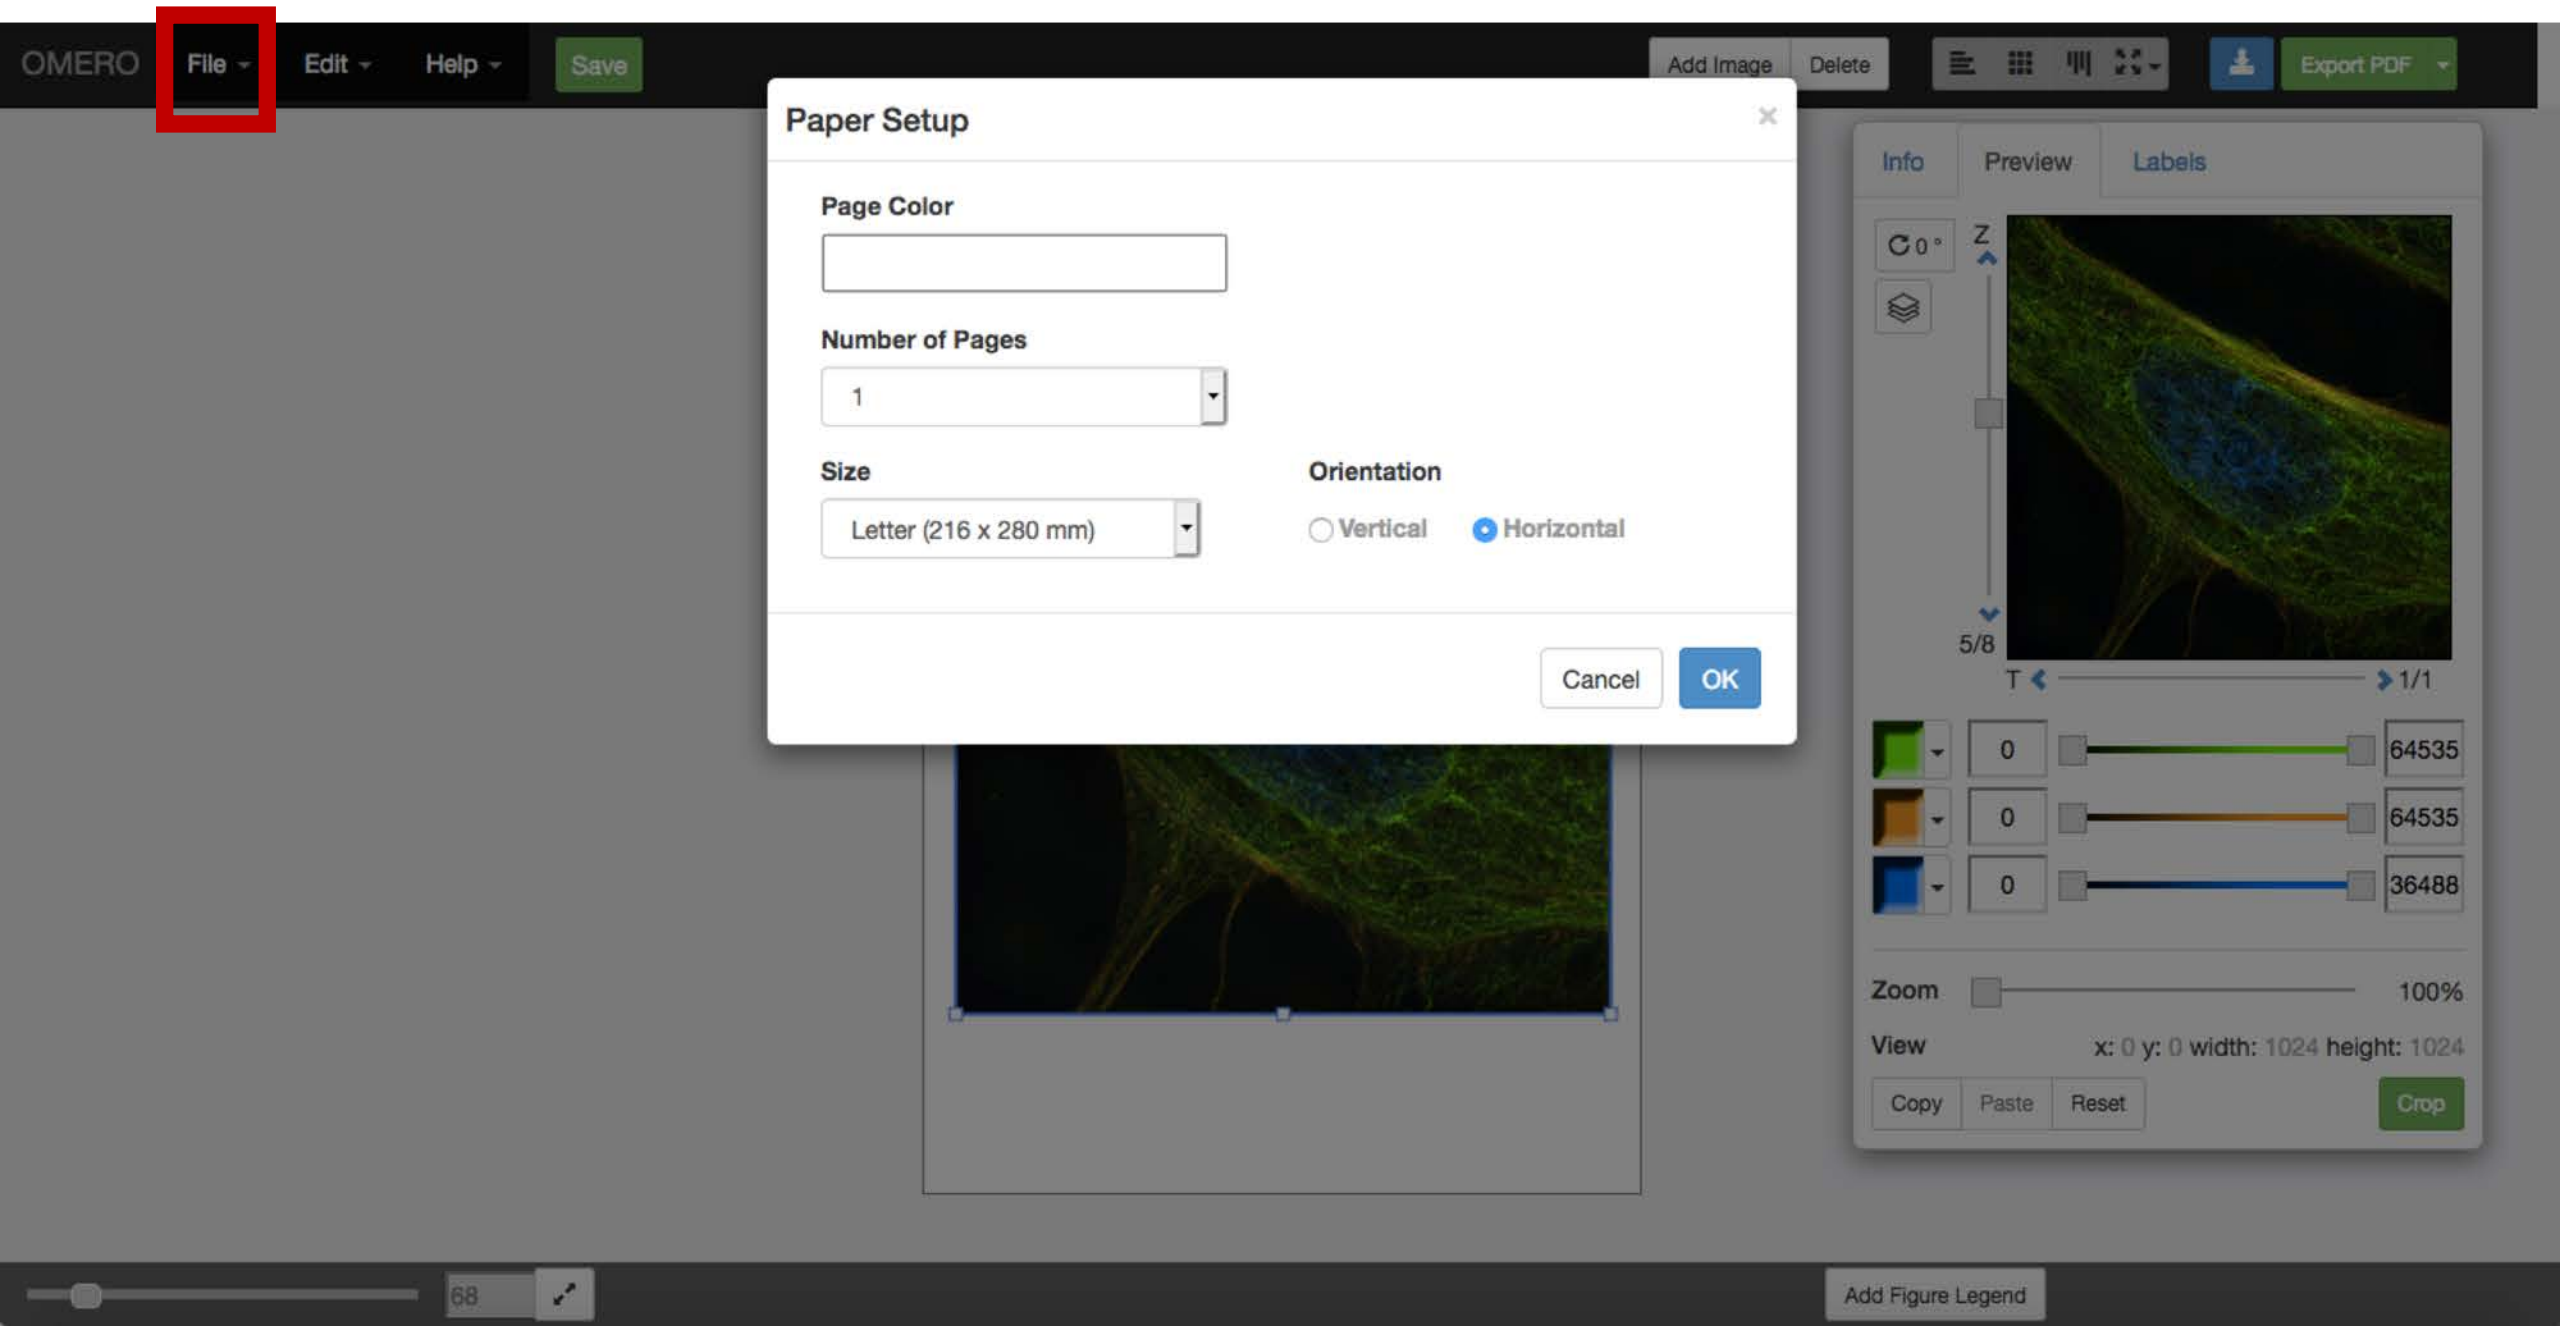 OMERO File Edit Help Save Add Image Delete Export PDF
Paper Setup ×
Page Color
Number of Pages
1
Size Orientation
Letter (216 x 280 mm) Vertical Horizontal
Cancel OK
Info Preview Labels
0° Z
5/8
T 1/1
0 64535
0 64535
0 36488
Zoom 100%
View x: 0 y: 0 width: 1024 height: 1024
Copy Paste Reset Crop
68 Add Figure Legend